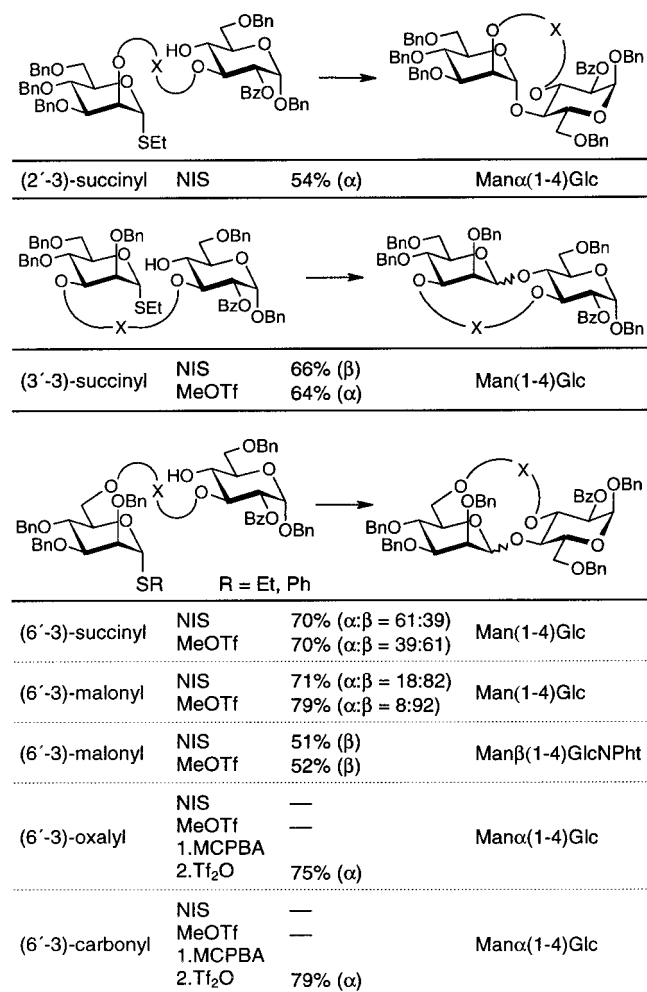 BnO
BnO
BnO
O
O
X
SEt
HO
O
OBn
O
BzO
OBn
OBn
BnO
BnO
O
O
O
X
BzO
OBn
O
O
O
OBn
(2´-3)-succinyl NIS 54% (α) Manα(1-4)Glc
BnO
BnO
OBn
O
O
SEt
X
HO
O
OBn
O
BzO
OBn
BnO
BnO
OBn
O
O
X
O
OBn
O
O
BzO
OBn
(3´-3)-succinyl NIS 66% (β) Man(1-4)Glc
MeOTf 64% (α)
O
X
OBn
O
BnO
BnO
SR
HO
O
OBn
O
BzO
OBn
R = Et, Ph
O
X
OBn
O
BnO
BnO
O
O
BzO
OBn
O
OBn
(6´-3)-succinyl NIS 70% (α:β = 61:39) Man(1-4)Glc
MeOTf 70% (α:β = 39:61)
(6´-3)-malonyl NIS 71% (α:β = 18:82) Man(1-4)Glc
MeOTf 79% (α:β = 8:92)
(6´-3)-malonyl NIS 51% (β) Manβ(1-4)GlcNPht
MeOTf 52% (β)
(6´-3)-oxalyl NIS — Manα(1-4)Glc
MeOTf —
1.MCPBA
2.Tf₂O 75% (α)
(6´-3)-carbonyl NIS — Manα(1-4)Glc
MeOTf —
1.MCPBA
2.Tf₂O 79% (α)